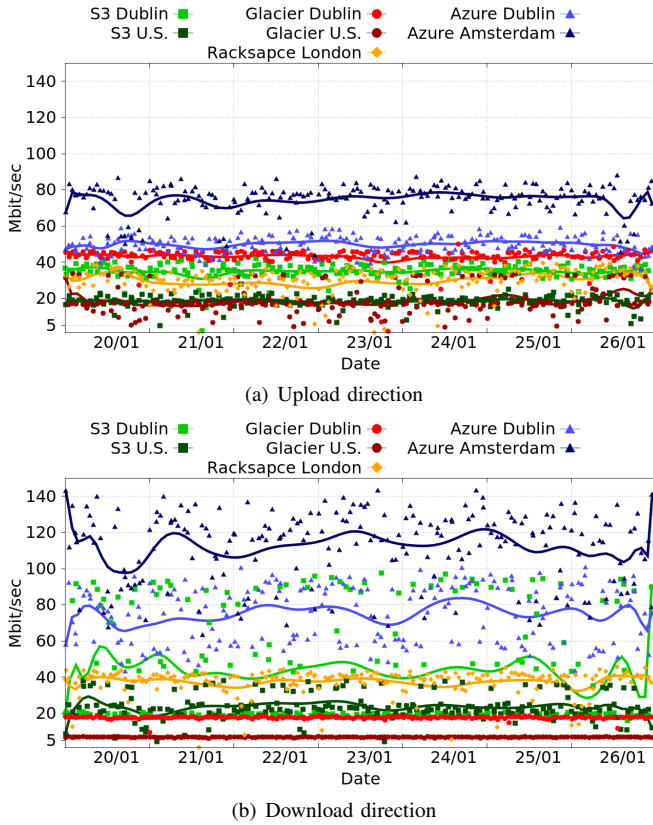 S3 Dublin Glacier Dublin Azure Dublin
S3 U.S. Glacier U.S. Azure Amsterdam
Racksapce London
140
120
100
80
60
40
20
5
Mbit/sec
20/01 21/01 22/01 23/01 24/01 25/01 26/01
Date
(a) Upload direction
S3 Dublin Glacier Dublin Azure Dublin
S3 U.S. Glacier U.S. Azure Amsterdam
Racksapce London
140
120
100
80
60
40
20
5
Mbit/sec
20/01 21/01 22/01 23/01 24/01 25/01 26/01
Date
(b) Download direction